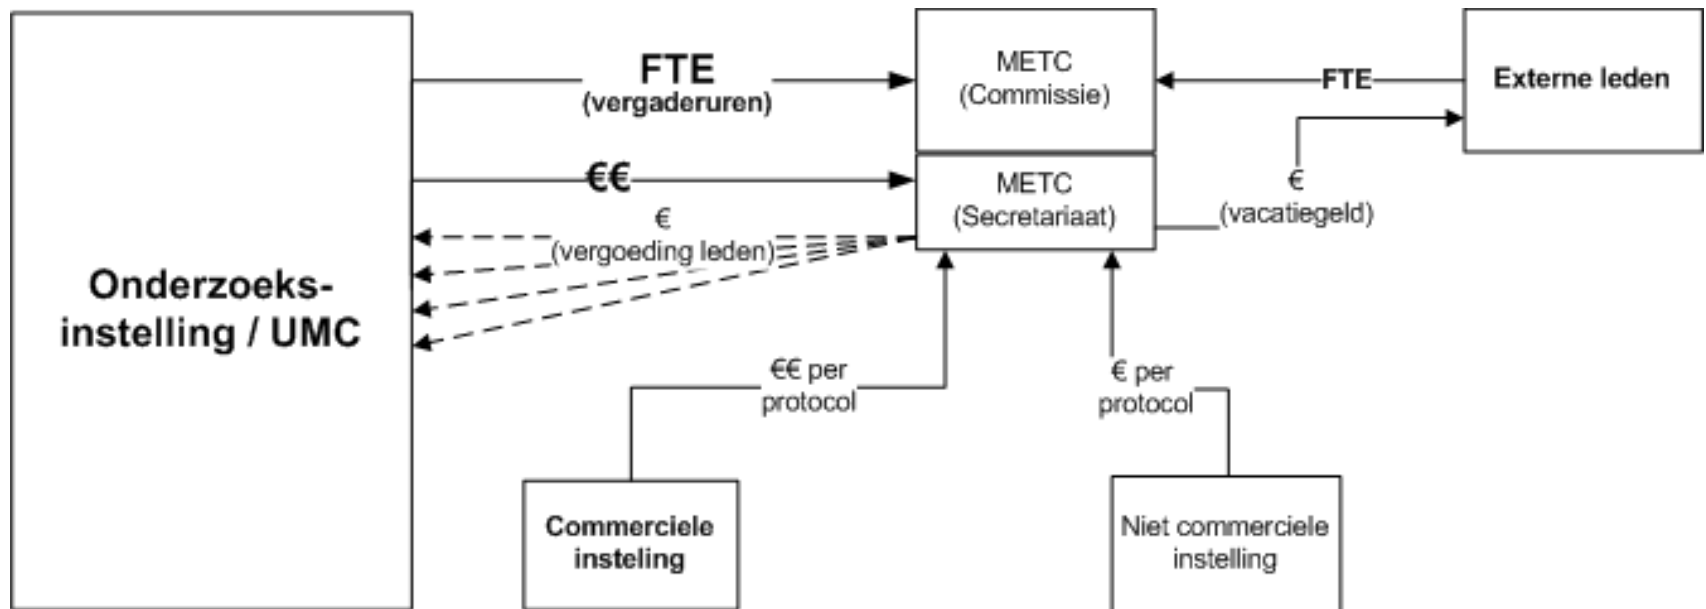 Onderzoeks-
instelling / UMC
FTE
(vergaderuren)
€€
€
(vergoeding leden)
METC
(Commissie)
METC
(Secretariaat)
FTE
Externe leden
€
(vacatiegeld)
€€ per
protocol
€ per
protocol
Commerciele
insteling
Niet commerciele
instelling